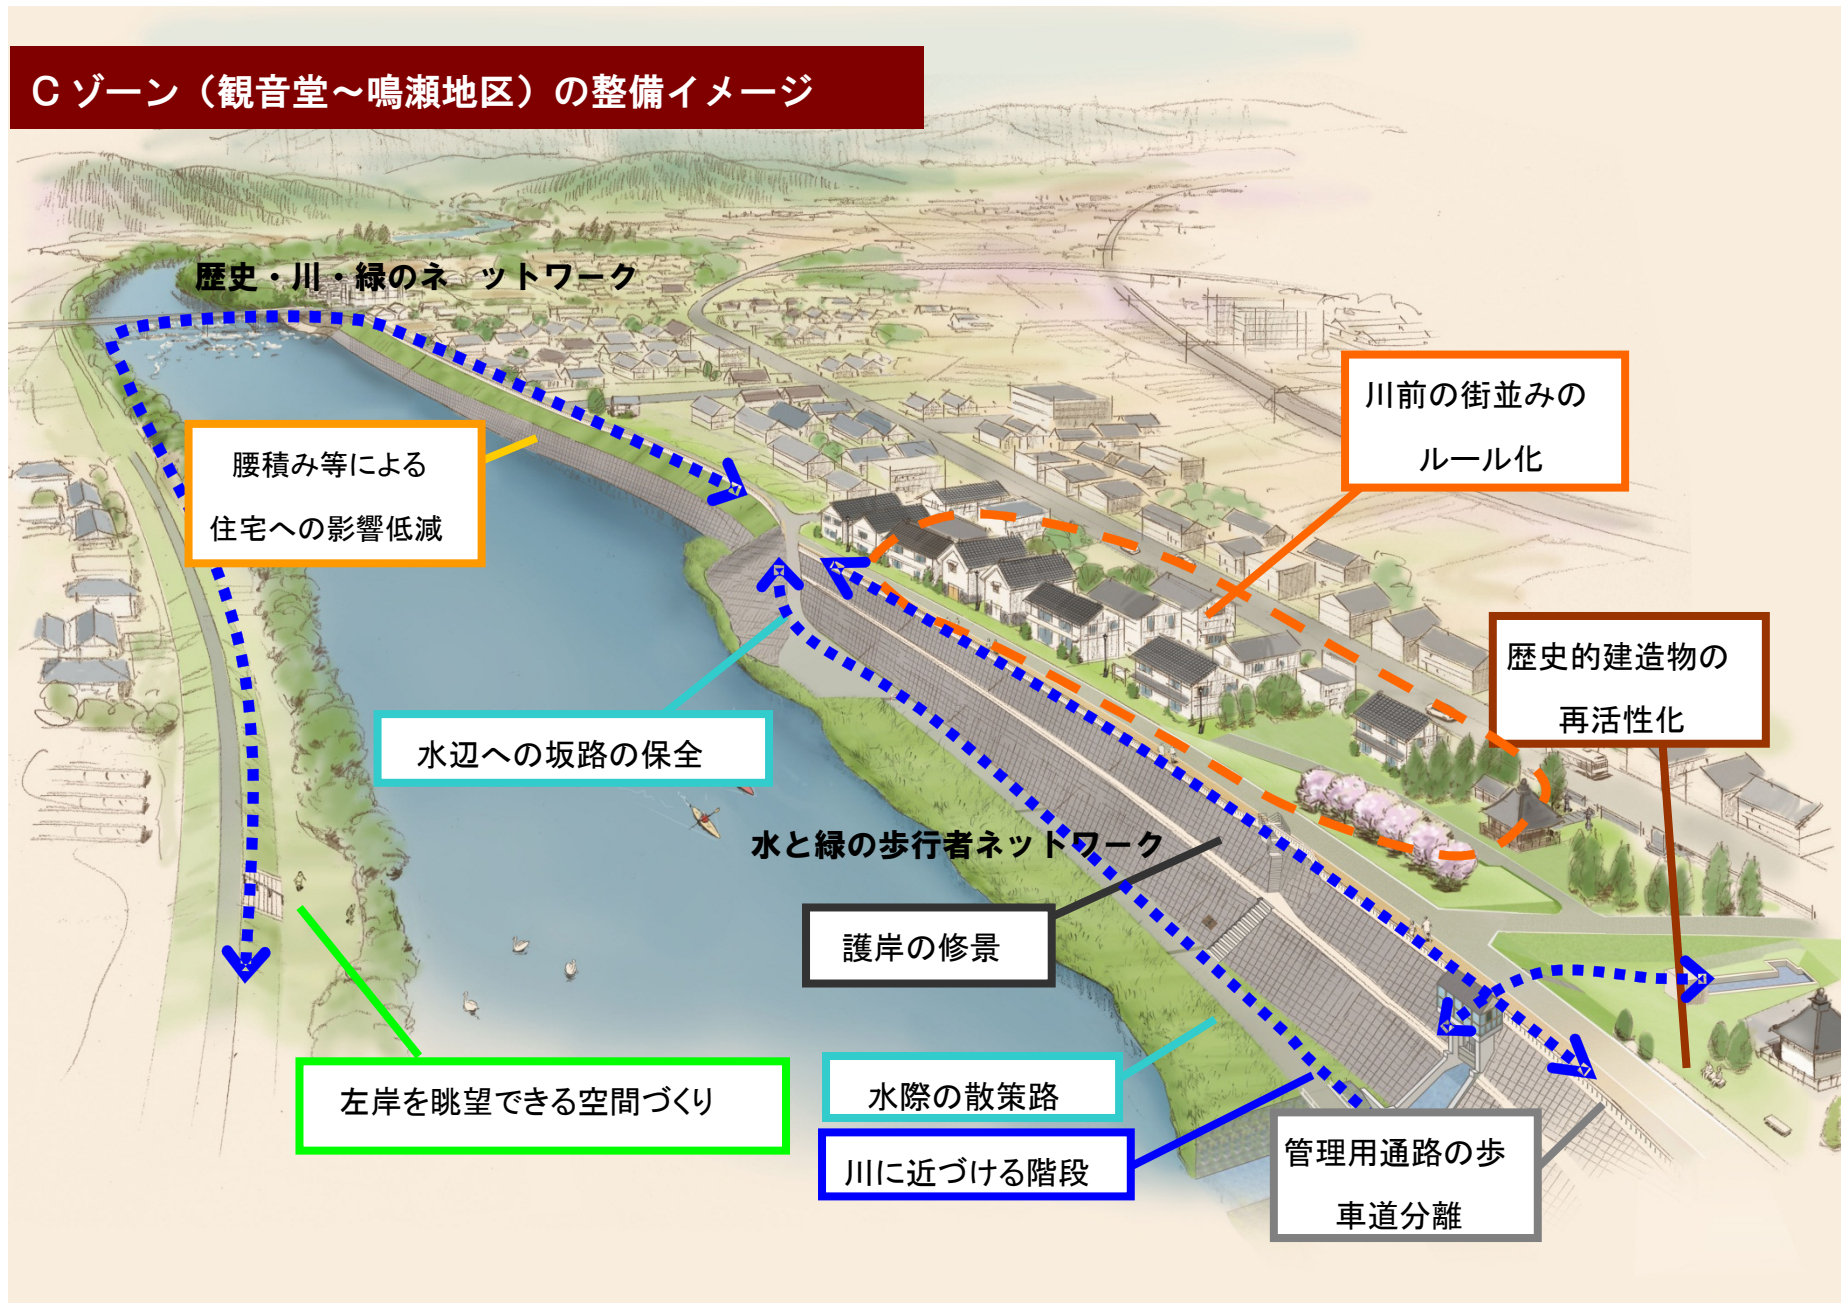 Cゾーン（観音堂～鳴瀬地区）の整備イメージ
歴史・川・緑のネットワーク
川前の街並みの
ルール化
腰積み等による
住宅への影響低減
歴史的建造物の
再活性化
水辺への坂路の保全
水と緑の歩行者ネットワーク
護岸の修景
左岸を眺望できる空間づくり
水際の散策路
川に近づける階段
管理用通路の歩
車道分離